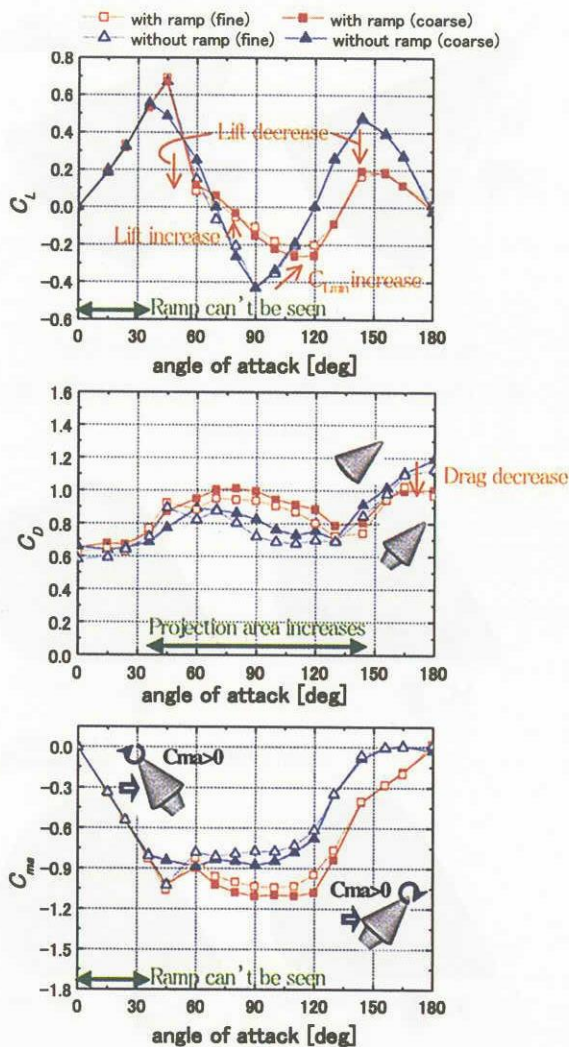 with ramp (fine) with ramp (coarse)
without ramp (fine) without ramp (coarse)
0.8
0.6
0.4
0.2
0.0
-0.2
-0.4
-0.6
C_L
Lift decrease
Lift increase
C_Lmin increase
Ramp can't be seen
0 30 60 90 120 150 180
angle of attack [deg]
1.6
1.4
1.2
1.0
0.8
0.6
0.4
0.2
0.0
C_D
Drag decrease
Projection area increases
0 30 60 90 120 150 180
angle of attack [deg]
0.0
-0.3
-0.6
-0.9
-1.2
-1.5
-1.8
C_ma
Cma>0
Cma>0
Ramp can't be seen
0 30 60 90 120 150 180
angle of attack [deg]